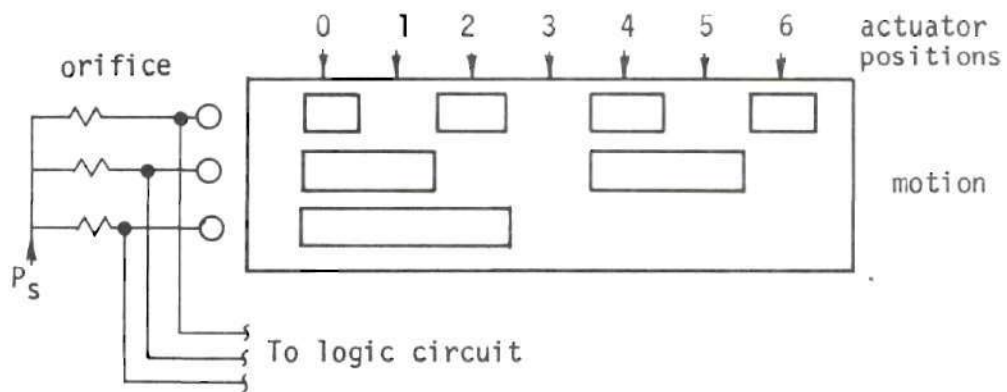 0 1 2 3 4 5 6 actuator
positions
orifice
motion
Ps
To logic circuit